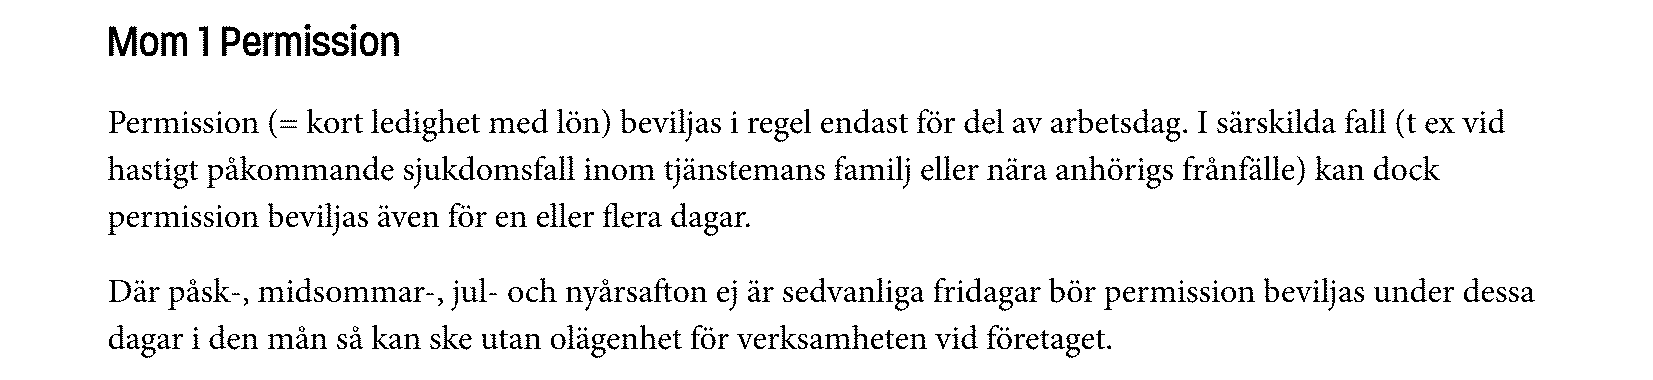 Mom 1 Permission
Permission (= kort ledighet med lön) beviljas i regel endast för del av arbetsdag. I särskilda fall (t ex vid
hastigt påkommande sjukdomsfall inom tjänstemans familj eller nära anhörigs frånfälle) kan dock
permission beviljas även för en eller flera dagar.
Där påsk-, midsommar-, jul- och nyårsafton ej är sedvanliga fridagar bör permission beviljas under dessa
dagar i den mån så kan ske utan olägenhet för verksamheten vid företaget.